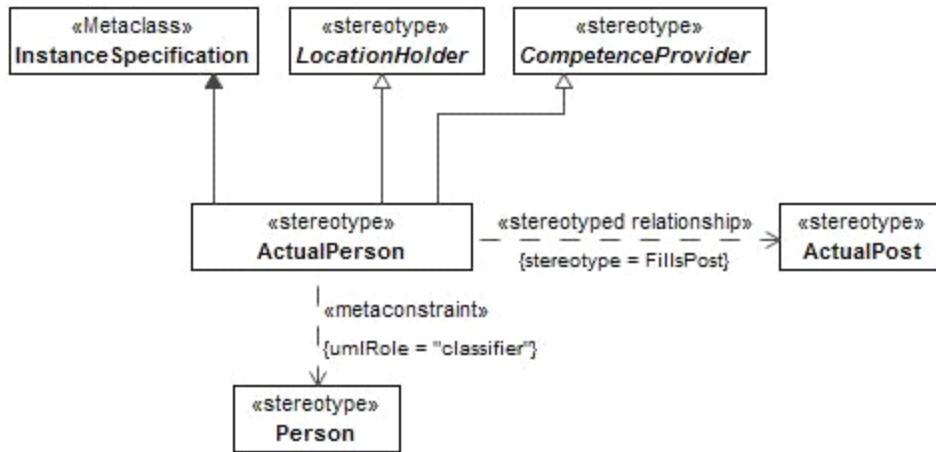 «Metaclass»
InstanceSpecification
«stereotype»
LocationHolder
«stereotype»
CompetenceProvider
«stereotype»
ActualPerson
«stereotyped relationship»
{stereotype = FillsPost}
«stereotype»
ActualPost
«metaconstraint»
{umlRole = "classifier"}
«stereotype»
Person